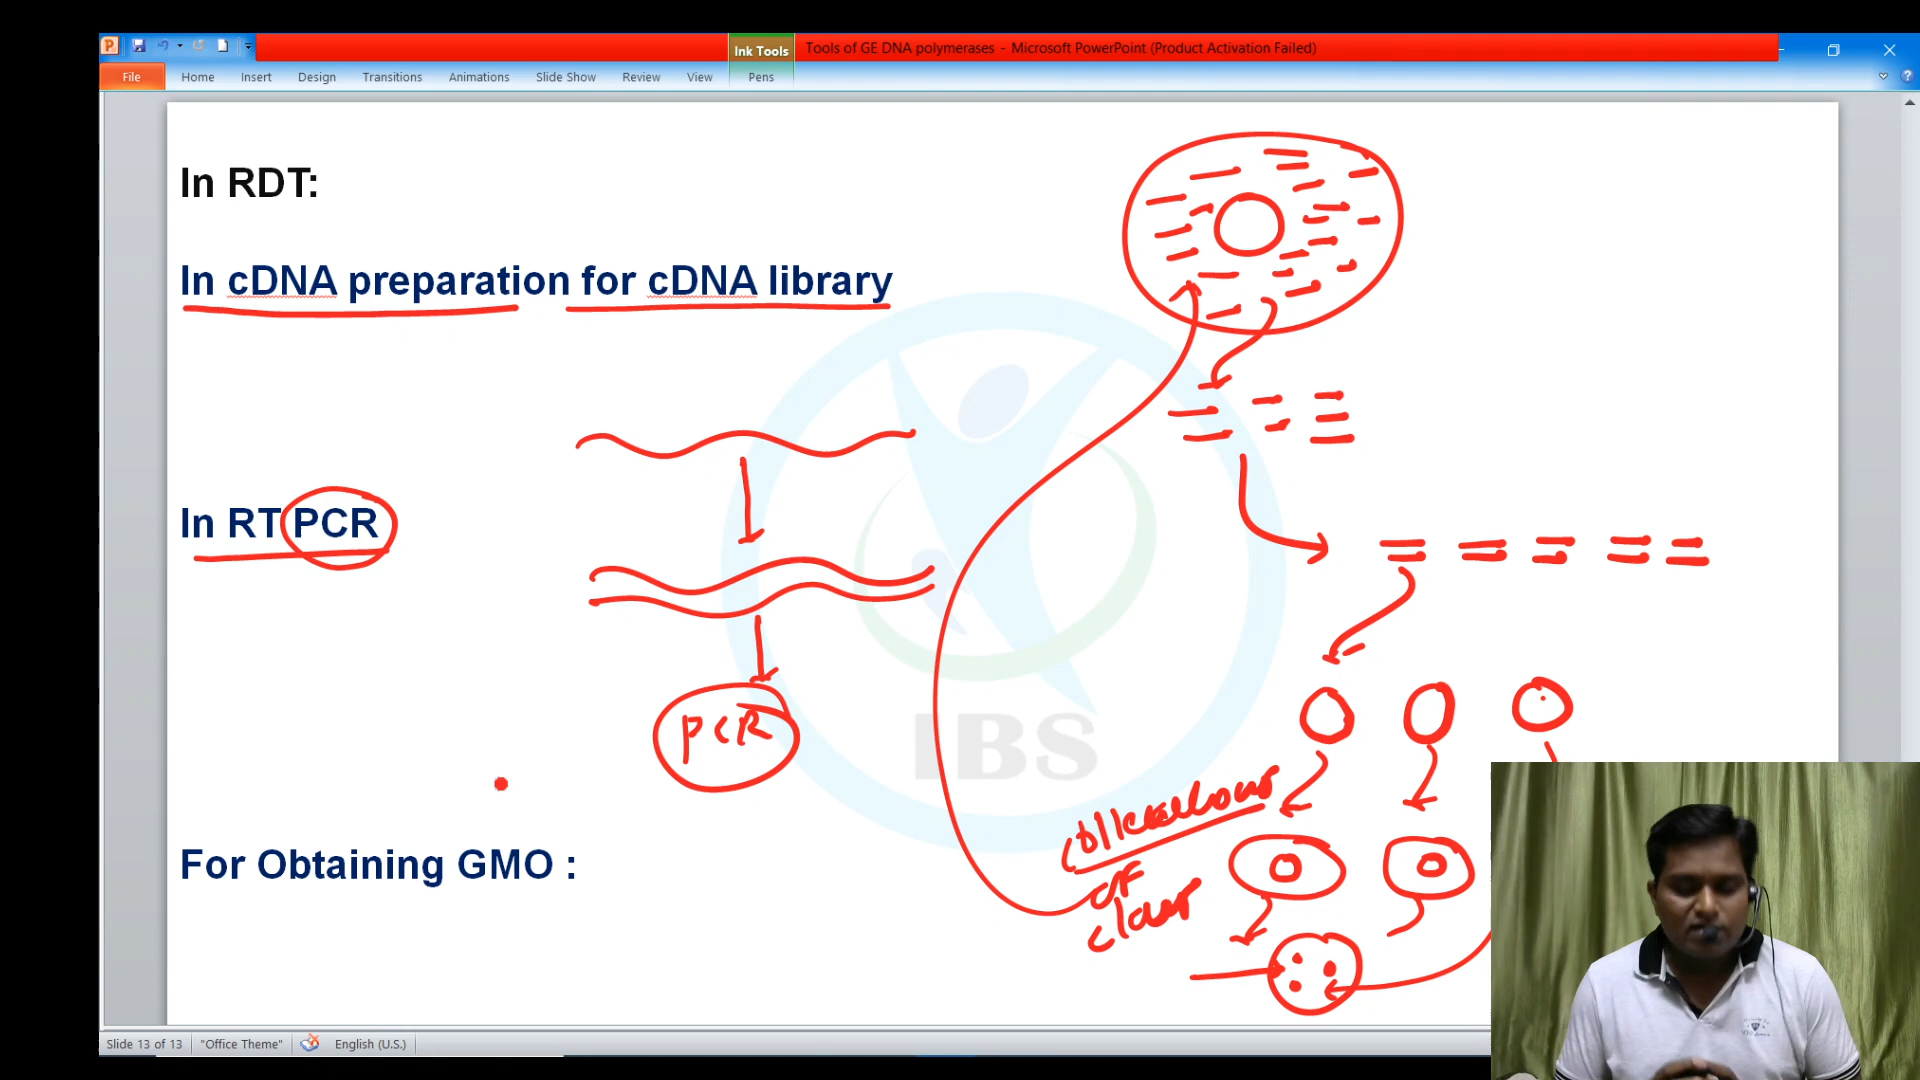 Ink Tools
Tools of GE DNA polymerases - Microsoft PowerPoint (Product Activation Failed)
File Home Insert Design Transitions Animations Slide Show Review View Pens
In RDT:
In cDNA preparation for cDNA library
In RT PCR
PCR
IBS
of
For Obtaining GMO :
Slide 13 of 13 "Office Theme" English (U.S.)